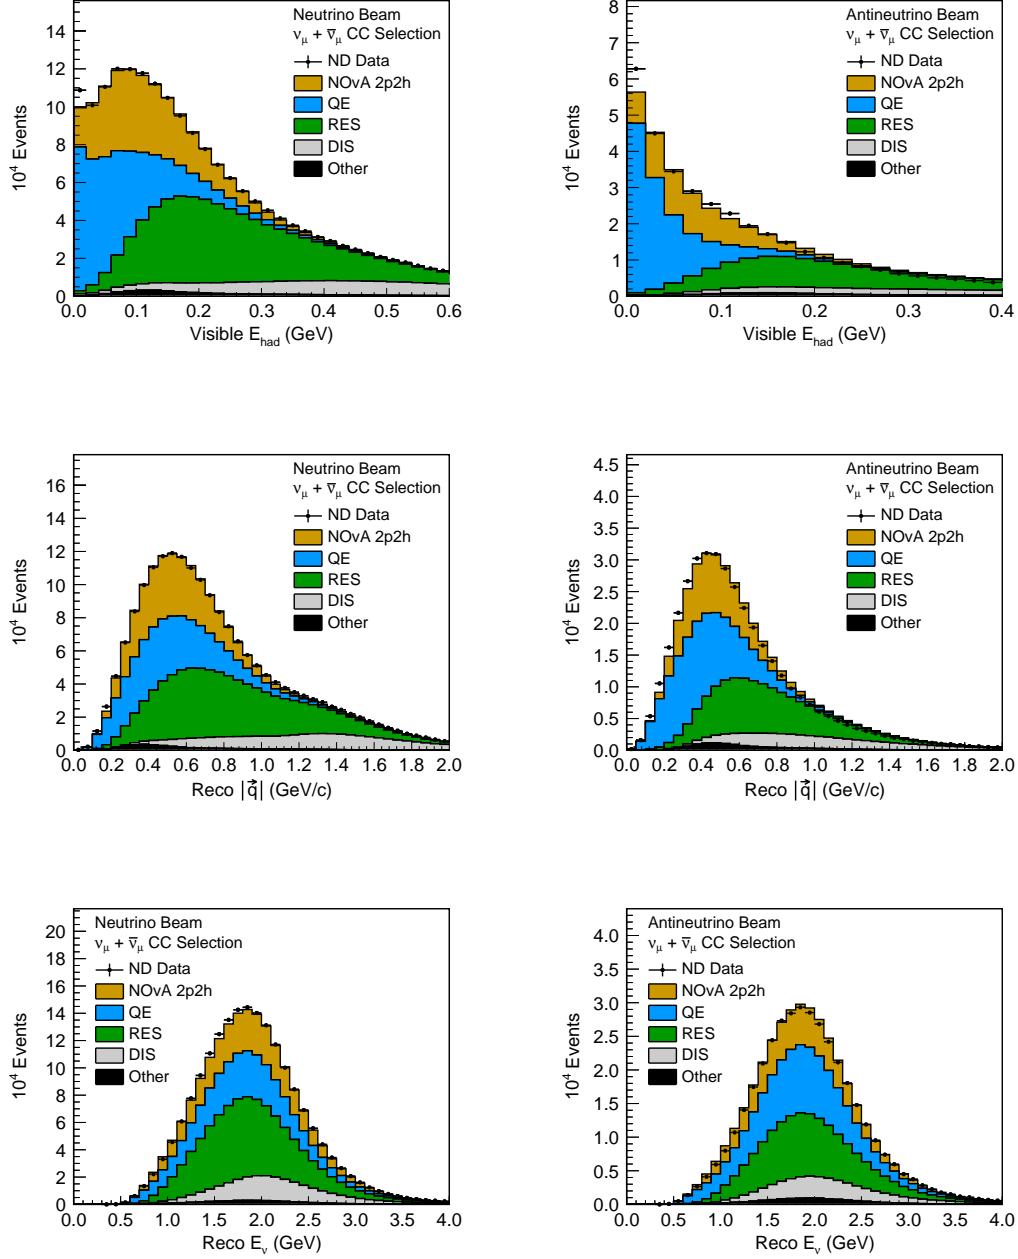 Neutrino Beam
νμ + ν̅μ CC Selection
ND Data
NOvA 2p2h
QE
RES
DIS
Other
10⁴ Events
14
12
10
8
6
4
2
0
0.0 0.1 0.2 0.3 0.4 0.5 0.6
Visible E_had (GeV)
Antineutrino Beam
νμ + ν̅μ CC Selection
ND Data
NOvA 2p2h
QE
RES
DIS
Other
10⁴ Events
8
7
6
5
4
3
2
1
0
0.0 0.1 0.2 0.3 0.4
Visible E_had (GeV)
Neutrino Beam
νμ + ν̅μ CC Selection
ND Data
NOvA 2p2h
QE
RES
DIS
Other
10⁴ Events
16
14
12
10
8
6
4
2
0
0.0 0.2 0.4 0.6 0.8 1.0 1.2 1.4 1.6 1.8 2.0
Reco |q⃗| (GeV/c)
Antineutrino Beam
νμ + ν̅μ CC Selection
ND Data
NOvA 2p2h
QE
RES
DIS
Other
10⁴ Events
4.5
4.0
3.5
3.0
2.5
2.0
1.5
1.0
0.5
0.0
0.0 0.2 0.4 0.6 0.8 1.0 1.2 1.4 1.6 1.8 2.0
Reco |q⃗| (GeV/c)
Neutrino Beam
νμ + ν̅μ CC Selection
ND Data
NOvA 2p2h
QE
RES
DIS
Other
10⁴ Events
20
18
16
14
12
10
8
6
4
2
0
0.0 0.5 1.0 1.5 2.0 2.5 3.0 3.5 4.0
Reco Eν (GeV)
Antineutrino Beam
νμ + ν̅μ CC Selection
ND Data
NOvA 2p2h
QE
RES
DIS
Other
10⁴ Events
4.0
3.5
3.0
2.5
2.0
1.5
1.0
0.5
0.0
0.0 0.5 1.0 1.5 2.0 2.5 3.0 3.5 4.0
Reco Eν (GeV)